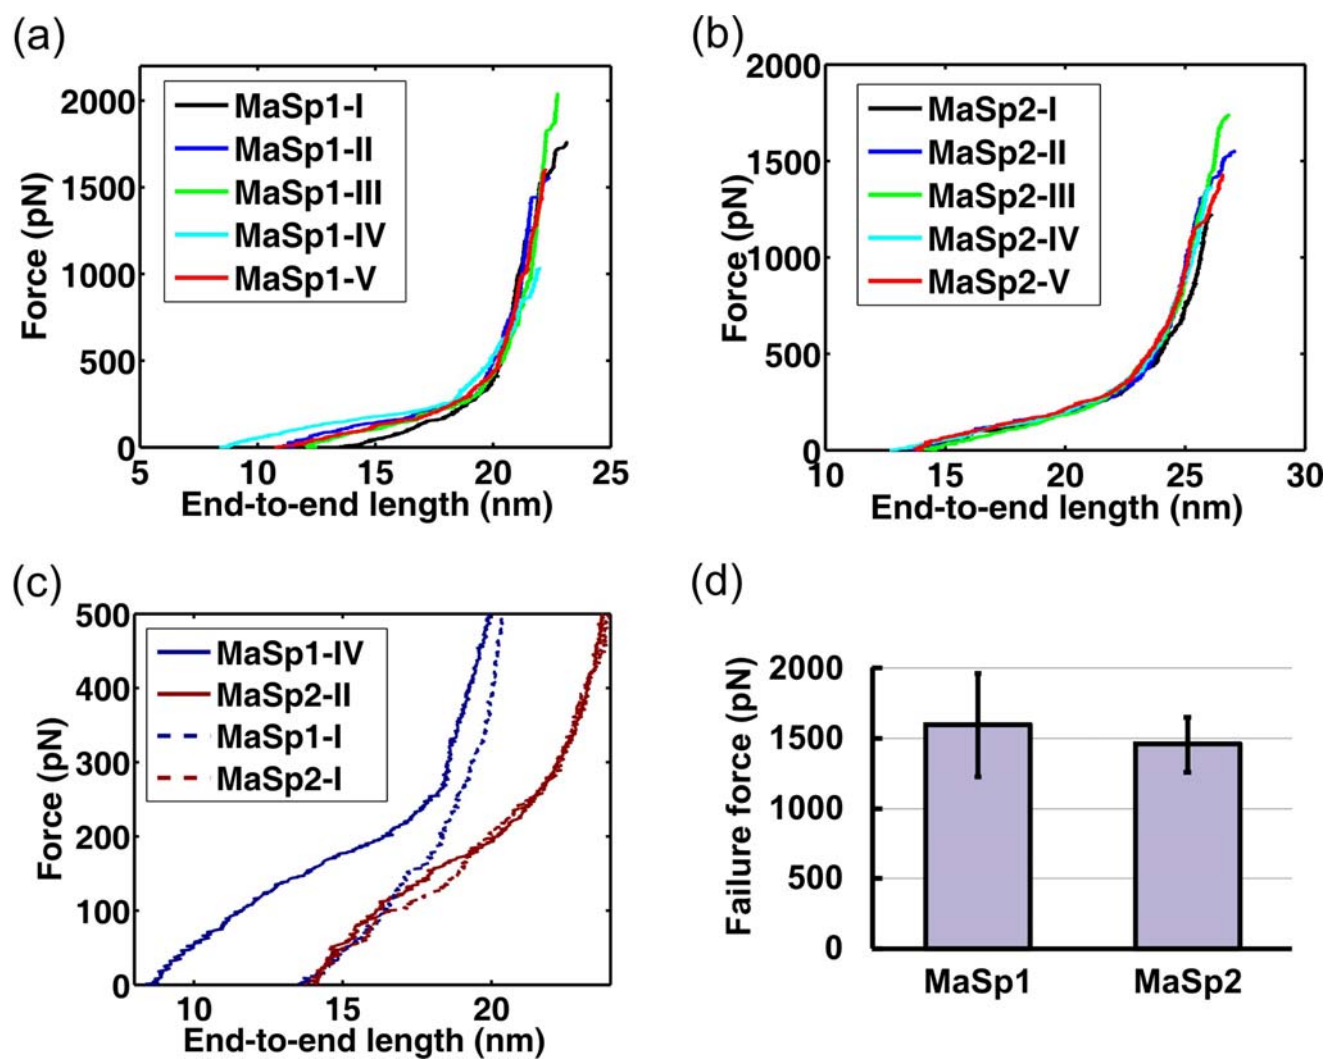 (a)
2000
1500
1000
500
0
Force (pN)
MaSp1-I
MaSp1-II
MaSp1-III
MaSp1-IV
MaSp1-V
5 10 15 20 25
End-to-end length (nm)
(b)
2000
1500
1000
500
0
Force (pN)
MaSp2-I
MaSp2-II
MaSp2-III
MaSp2-IV
MaSp2-V
10 15 20 25 30
End-to-end length (nm)
(c)
500
400
300
200
100
0
Force (pN)
MaSp1-IV
MaSp2-II
MaSp1-I
MaSp2-I
10 15 20
End-to-end length (nm)
(d)
2000
1500
1000
500
0
Failure force (pN)
MaSp1 MaSp2